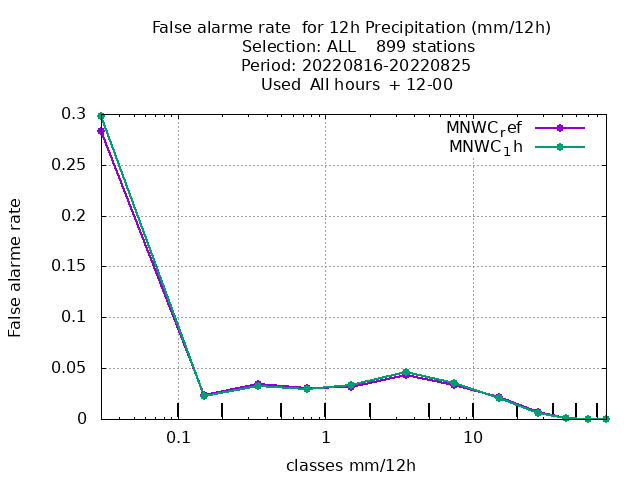 False alarme rate  for 12h Precipitation (mm/12h)
Selection: ALL    899 stations
Period: 20220816-20220825
Used  All hours  + 12-00
MNWCref
MNWC1h
0.3
0.25
0.2
0.15
0.1
0.05
0
False alarme rate
0.1 1 10
classes mm/12h